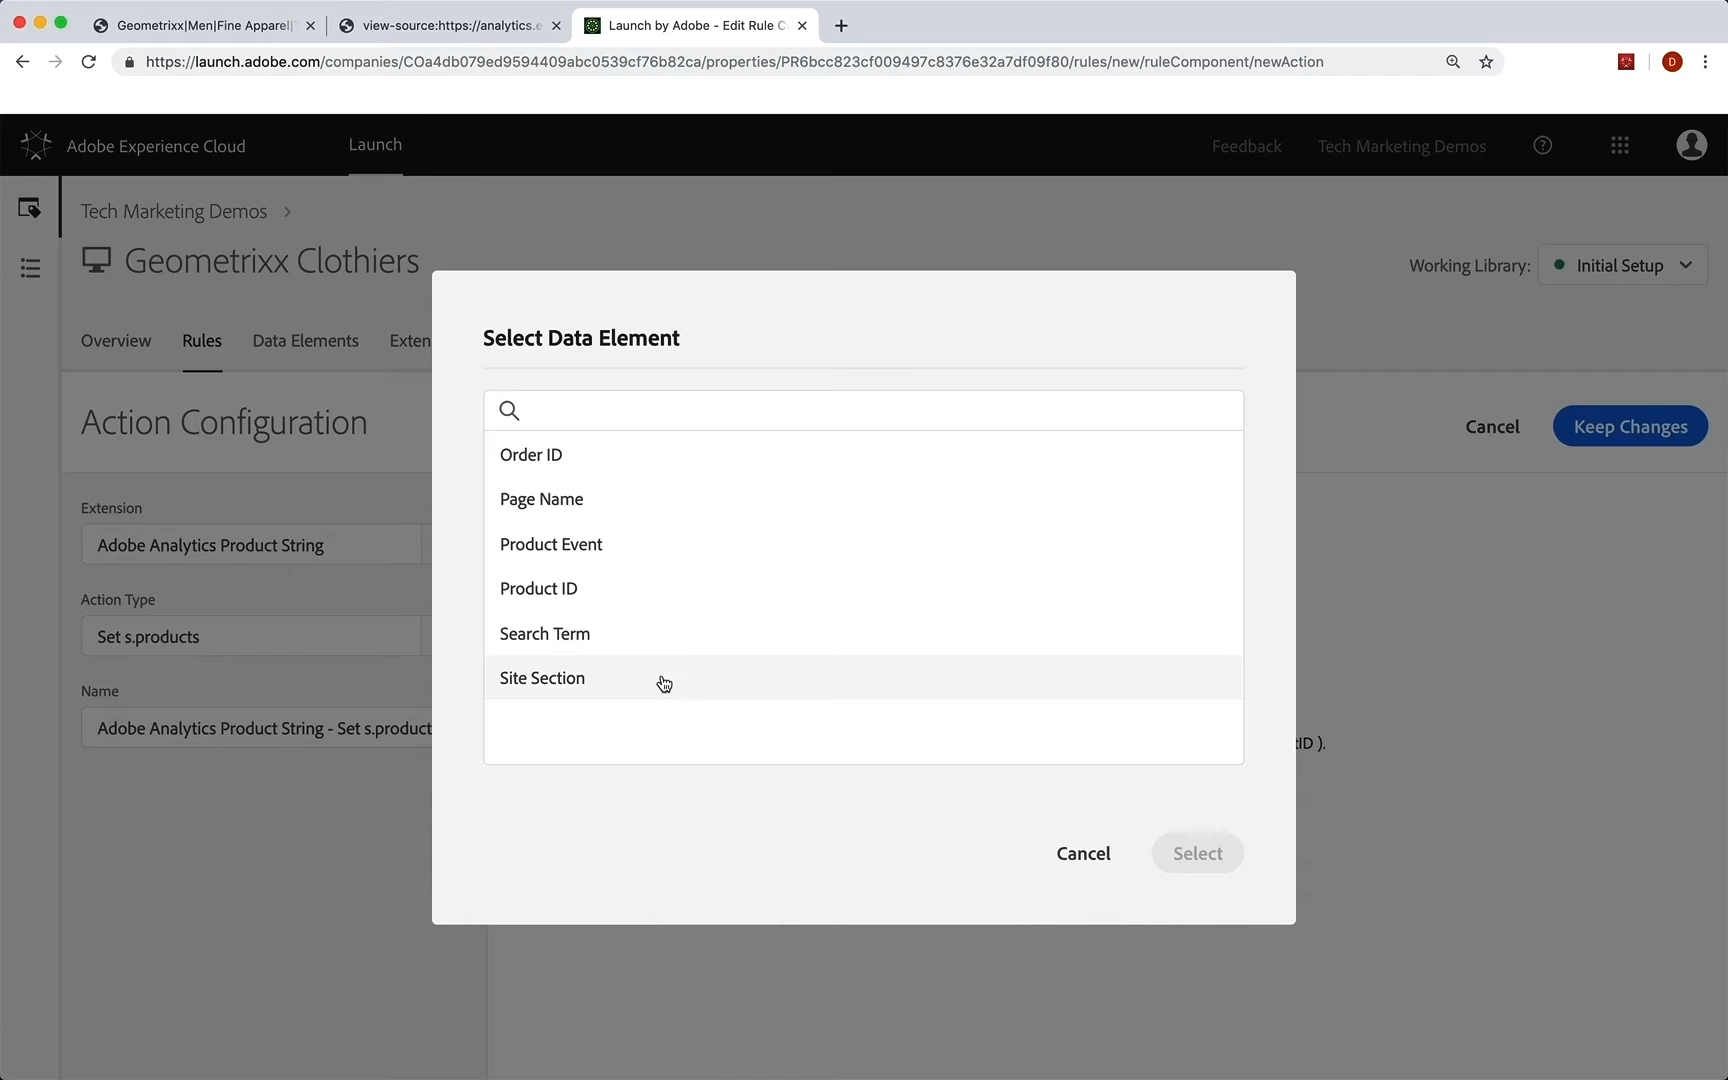 Geometrixx|Men|Fine Apparel|
view-source:https://analytics.e
Launch by Adobe - Edit Rule C
https://launch.adobe.com/companies/COa4db079ed9594409abc0539cf76b82ca/properties/PR6bcc823cf009497c8376e32a7df09f80/rules/new/ruleComponent/newAction
D
Adobe Experience Cloud
Launch
Feedback
Tech Marketing Demos
Tech Marketing Demos
Geometrixx Clothiers
Working Library:
Initial Setup
Overview
Rules
Data Elements
Exten
Action Configuration
Cancel
Keep Changes
Extension
Adobe Analytics Product String
Action Type
Set s.products
Name
Adobe Analytics Product String - Set s.product
Select Data Element
Order ID
Page Name
Product Event
Product ID
Search Term
Site Section
tID ).
Cancel
Select